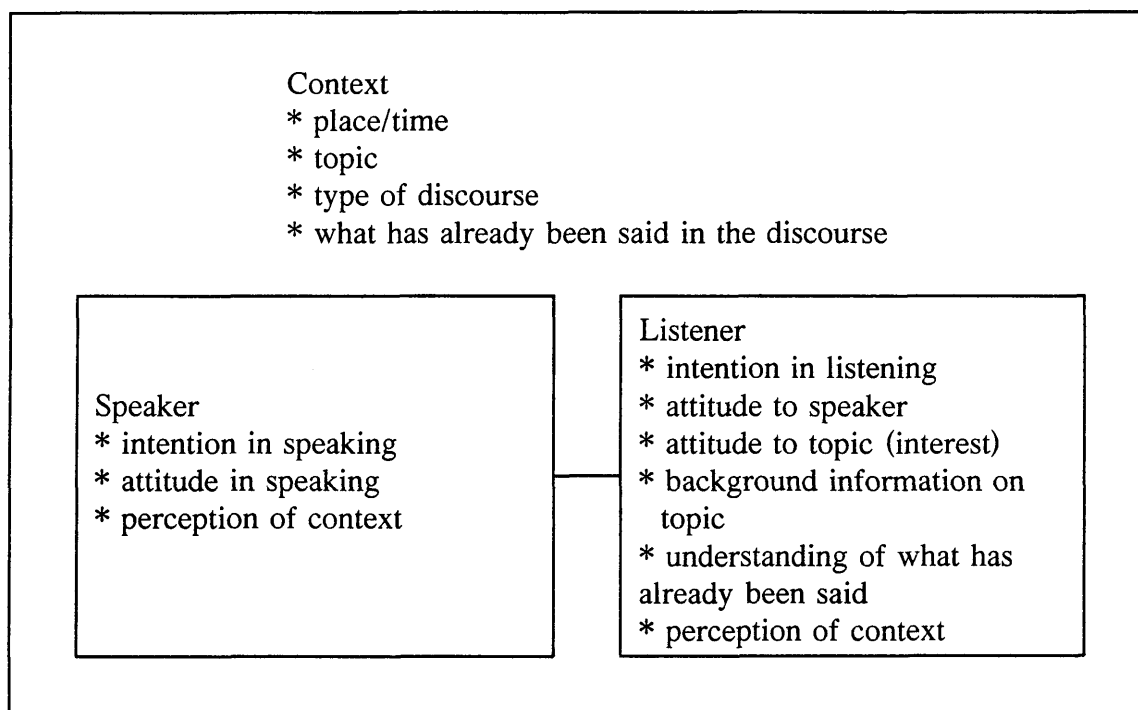 Context
* place/time
* topic
* type of discourse
* what has already been said in the discourse
Speaker
* intention in speaking
* attitude in speaking
* perception of context
Listener
* intention in listening
* attitude to speaker
* attitude to topic (interest)
* background information on
topic
* understanding of what has
already been said
* perception of context